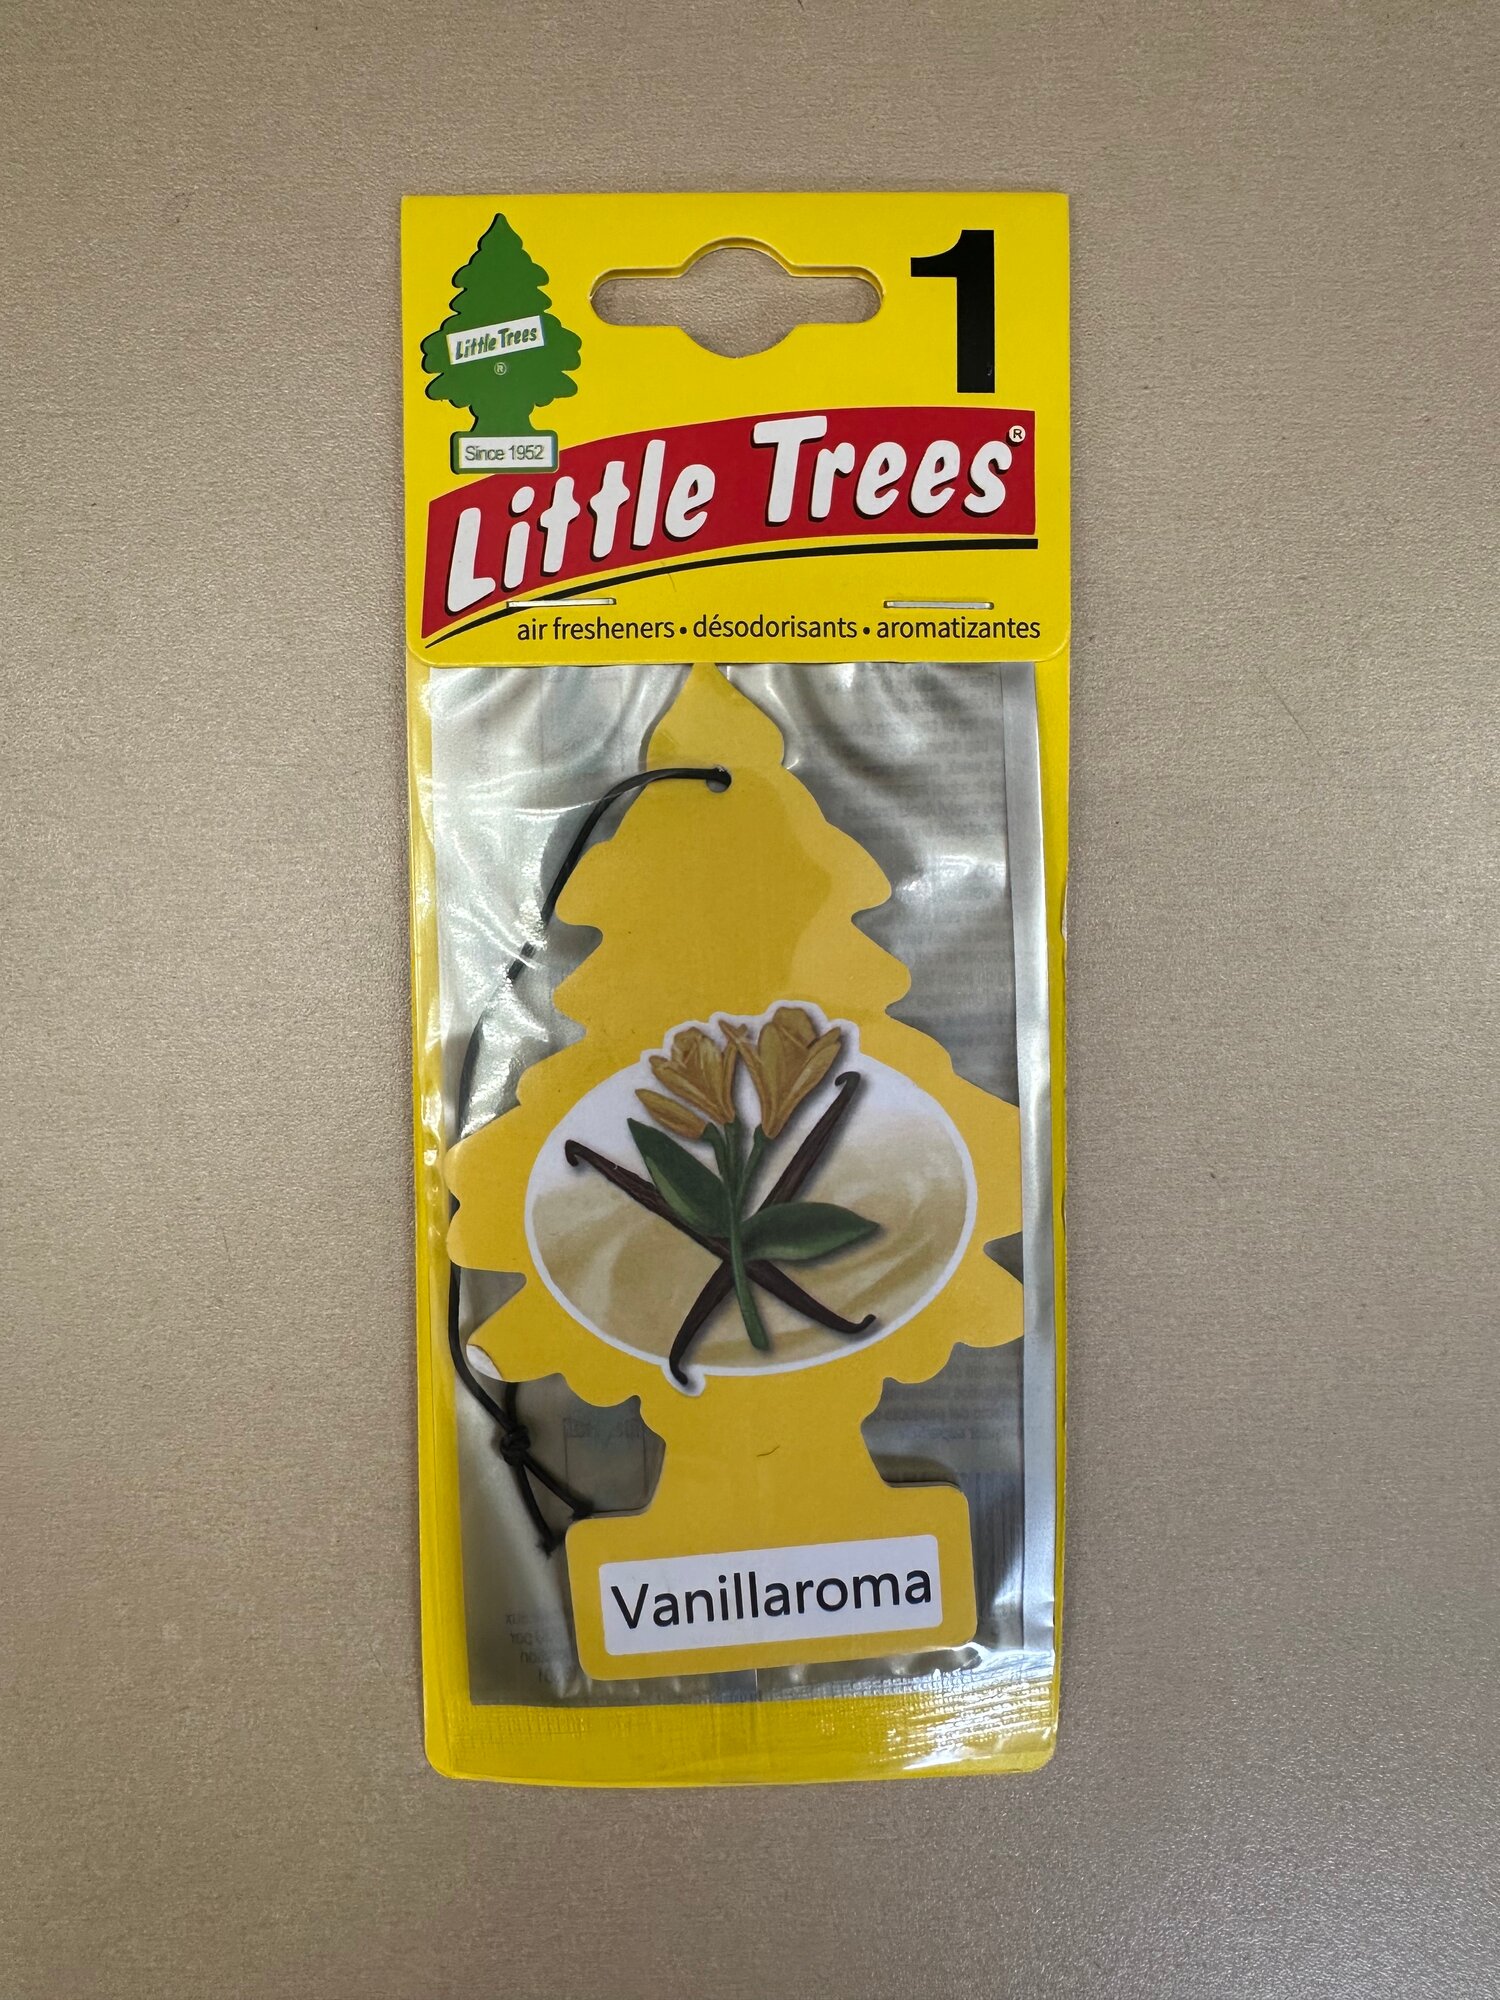 1
Little Trees
®
Since 1952
Little Trees®
air fresheners • désodorisants • aromatizantes
Vanillaroma